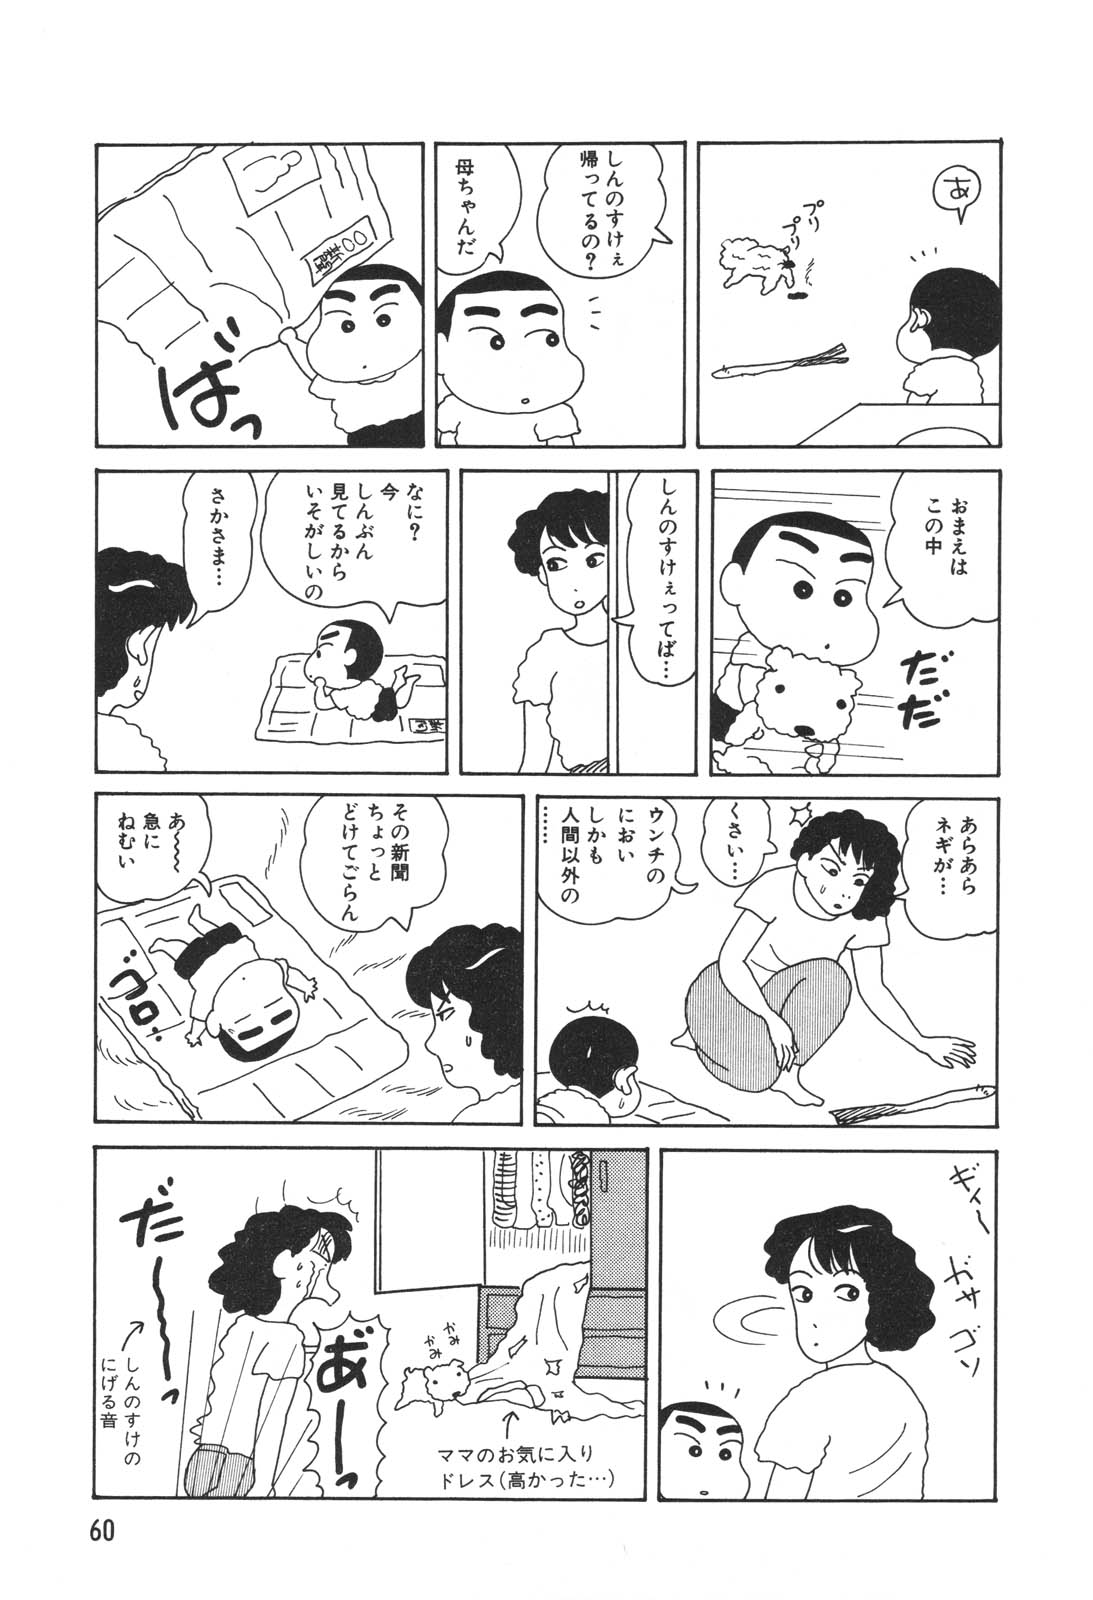 あ
プリ
プリ
しんのすけぇ
帰ってるの?
母ちゃんだ
○○新聞
ばっ
おまえは
この中
だだ
しんのすけぇってば…
なに?
今
しんぶん
見てるから
いそがしいの
さかさま…
あらあら
ネギが…
くさい…
ウンチの
におい
しかも
人間以外の
……
その新聞
ちょっと
どけてごらん
あ〜〜〜
急に
ねむい
ゴロ
ギィ〜
ガサ
ゴソ
かみ
かみ
ママのお気に入り
ドレス(高かった…)
あ゛ーーっ
だーーっ
しんのすけの
にげる音
60